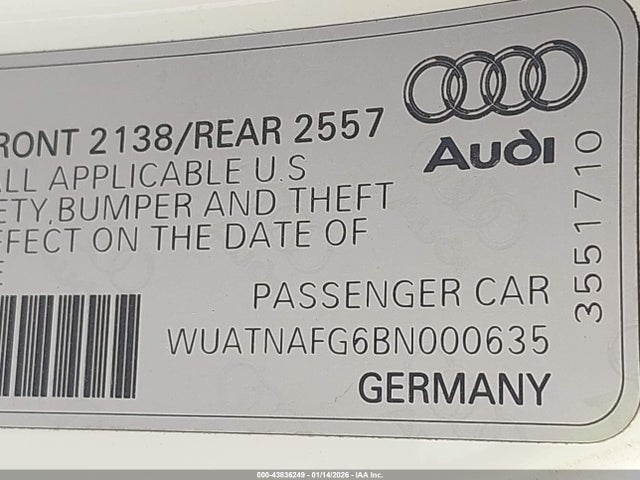 RONT 2138/REAR 2557
ALL APPLICABLE U.S
ETY,BUMPER AND THEFT
FFECT ON THE DATE OF
E
PASSENGER CAR
WUATNAFG6BN000635
GERMANY
Audi
3551710
000-43836249 - 01/14/2026 - IAA Inc.